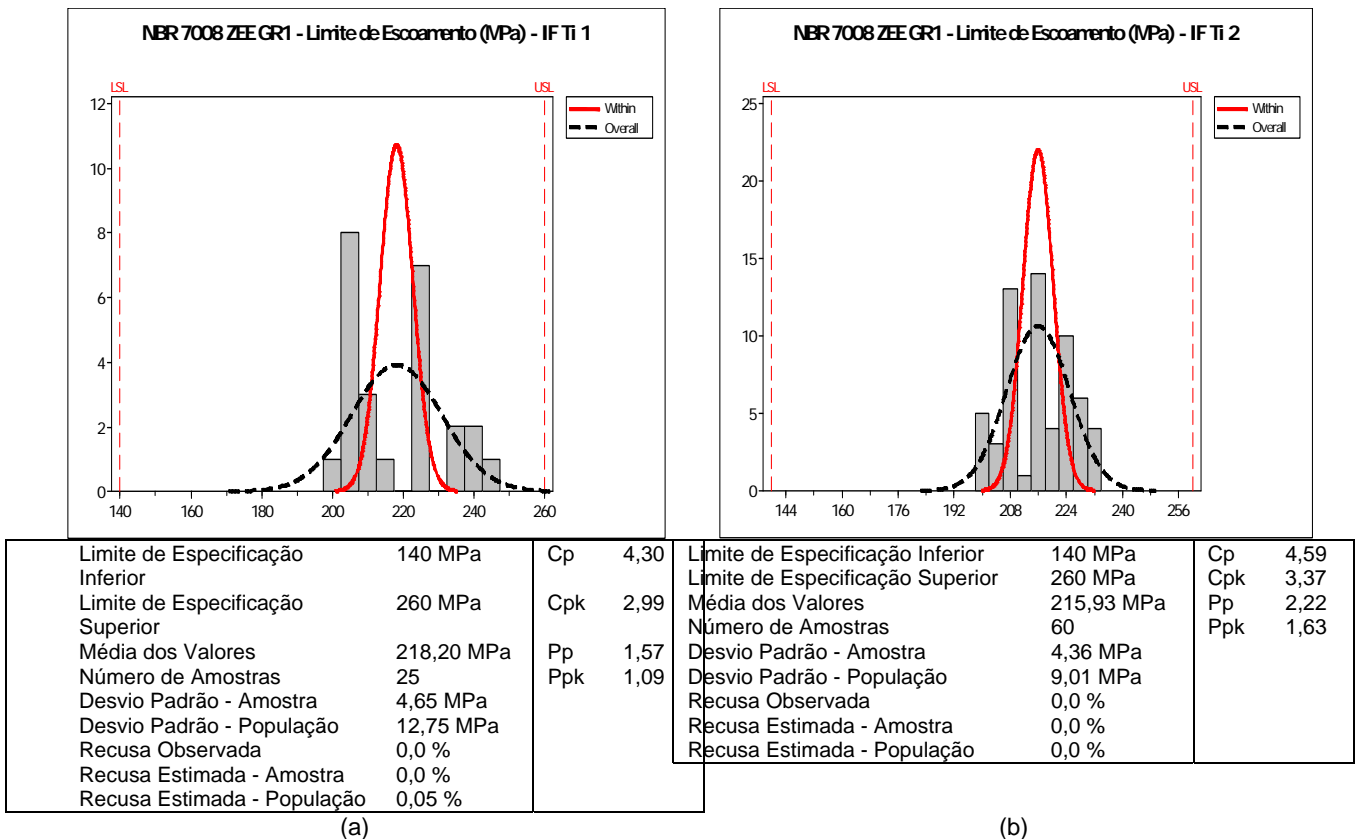 NBR 7008 ZEE GR1 - Limite de Escoamento (MPa) - IF Ti 1
LSL
USL
Within
Overall
12
10
8
6
4
2
0
140 160 180 200 220 240 260
Limite de Especificação Inferior 140 MPa Cp 4,30
Limite de Especificação Superior 260 MPa Cpk 2,99
Média dos Valores 218,20 MPa Pp 1,57
Número de Amostras 25 Ppk 1,09
Desvio Padrão - Amostra 4,65 MPa
Desvio Padrão - População 12,75 MPa
Recusa Observada 0,0 %
Recusa Estimada - Amostra 0,0 %
Recusa Estimada - População 0,05 %
(a)
NBR 7008 ZEE GR1 - Limite de Escoamento (MPa) - IF Ti 2
LSL
USL
Within
Overall
25
20
15
10
5
0
144 160 176 192 208 224 240 256
Limite de Especificação Inferior 140 MPa Cp 4,59
Limite de Especificação Superior 260 MPa Cpk 3,37
Média dos Valores 215,93 MPa Pp 2,22
Número de Amostras 60 Ppk 1,63
Desvio Padrão - Amostra 4,36 MPa
Desvio Padrão - População 9,01 MPa
Recusa Observada 0,0 %
Recusa Estimada - Amostra 0,0 %
Recusa Estimada - População 0,0 %
(b)